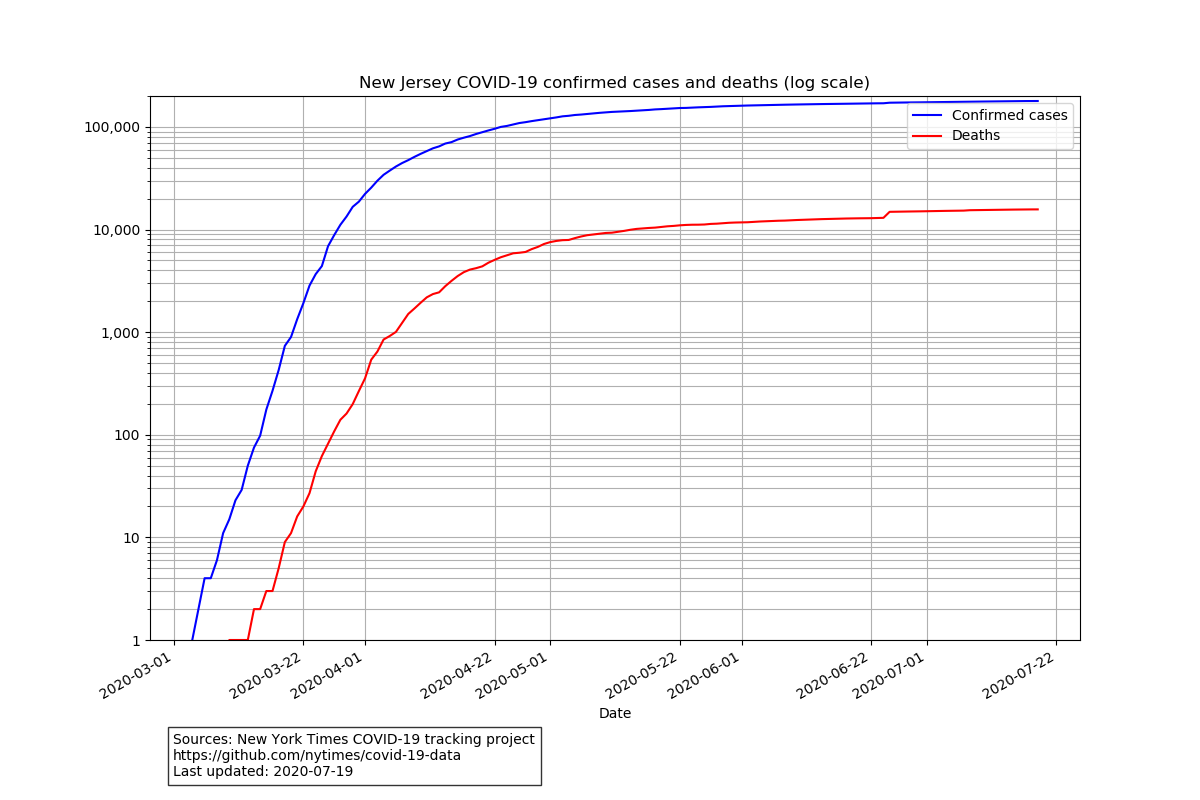 New Jersey COVID-19 confirmed cases and deaths (log scale)
100,000
10,000
1,000
100
10
1
Confirmed cases
Deaths
2020-03-01
2020-03-22
2020-04-01
2020-04-22
2020-05-01
2020-05-22
2020-06-01
2020-06-22
2020-07-01
2020-07-22
Date
Sources: New York Times COVID-19 tracking project
https://github.com/nytimes/covid-19-data
Last updated: 2020-07-19